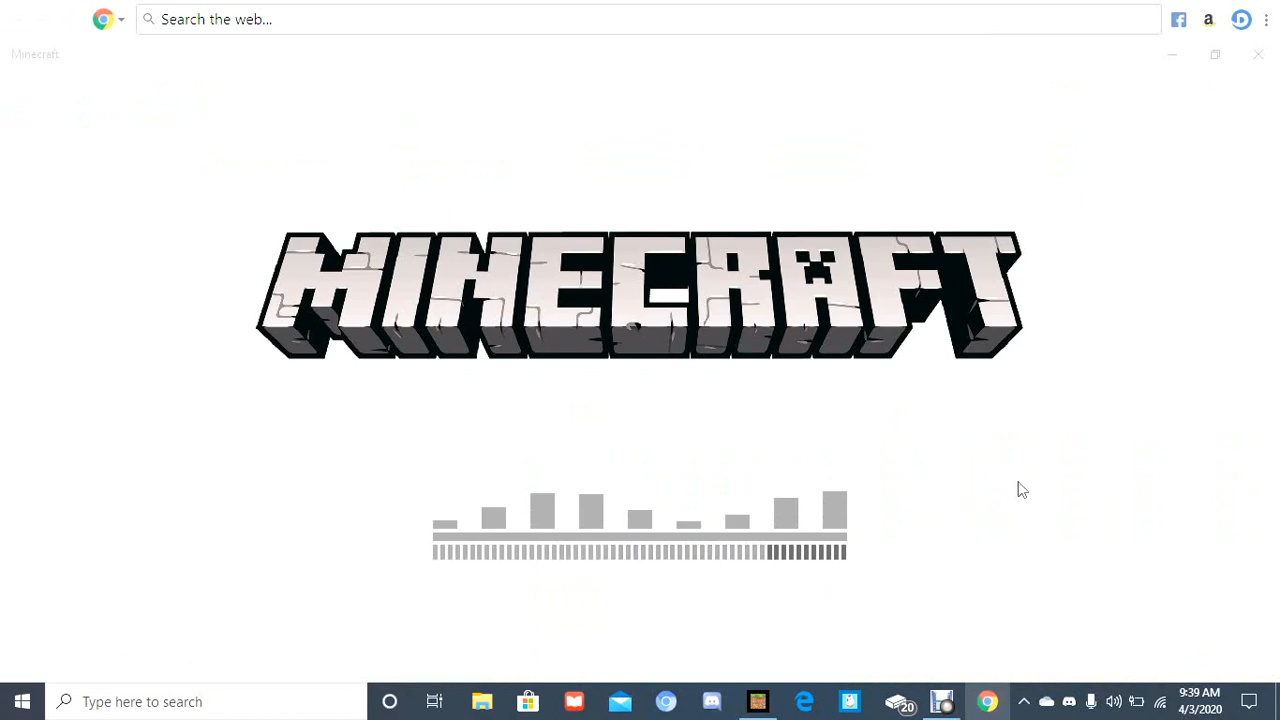 Search the web...
Minecraft
MINECRAFT
Type here to search
20
9:39 AM
4/3/2020